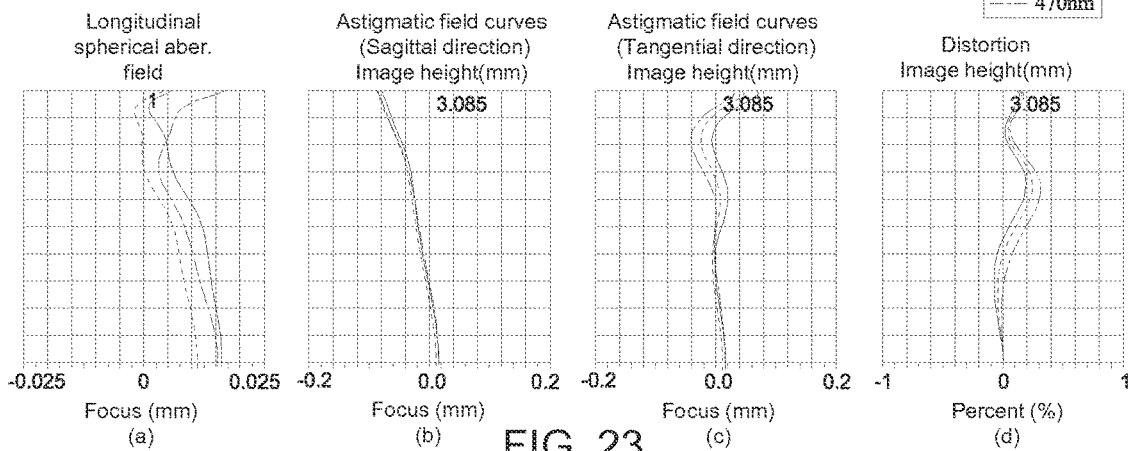 470nm
Longitudinal
spherical aber.
field
Astigmatic field curves
(Sagittal direction)
Image height(mm)
Astigmatic field curves
(Tangential direction)
Image height(mm)
Distortion
Image height(mm)
1
3.085
3.085
3.085
-0.025 0 0.025
-0.2 0.0 0.2
-0.2 0.0 0.2
-1 0 1
Focus (mm)
Focus (mm)
Focus (mm)
Percent (%)
(a)
(b)
(c)
(d)
FIG. 23